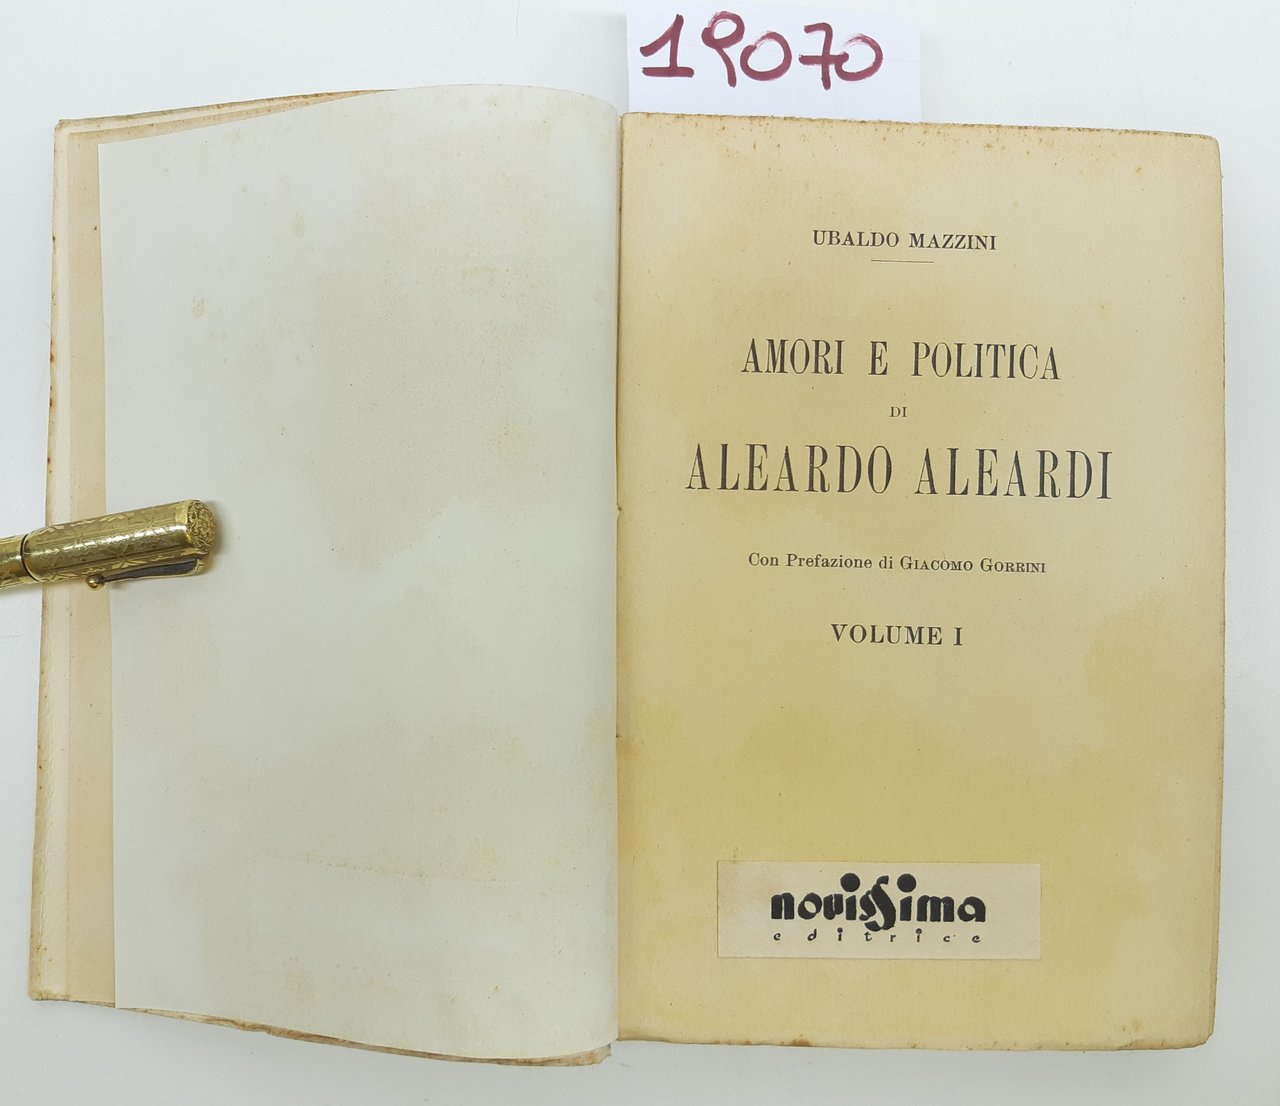 19070
UBALDO MAZZINI
AMORI E POLITICA
DI
ALEARDO ALEARDI
Con Prefazione di GIACOMO GORRINI
VOLUME I
novissima
editrice